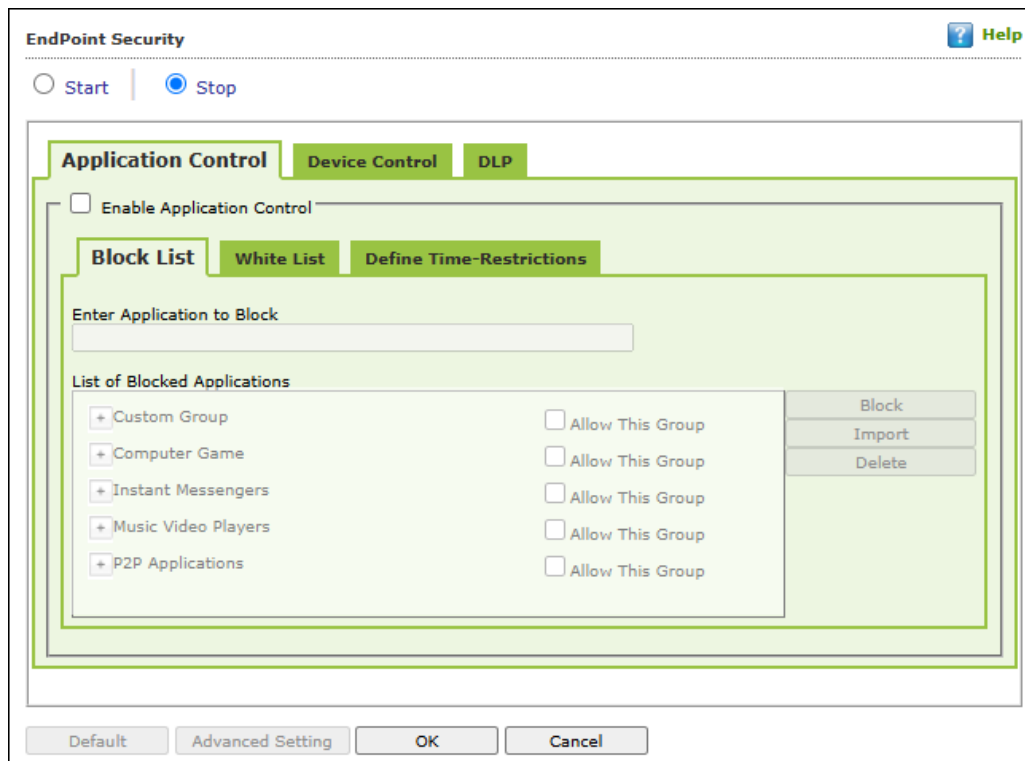 EndPoint Security
? Help
Start Stop
Application Control Device Control DLP
Enable Application Control
Block List White List Define Time-Restrictions
Enter Application to Block
List of Blocked Applications
+ Custom Group Allow This Group
+ Computer Game Allow This Group
+ Instant Messengers Allow This Group
+ Music Video Players Allow This Group
+ P2P Applications Allow This Group
Block
Import
Delete
Default Advanced Setting OK Cancel